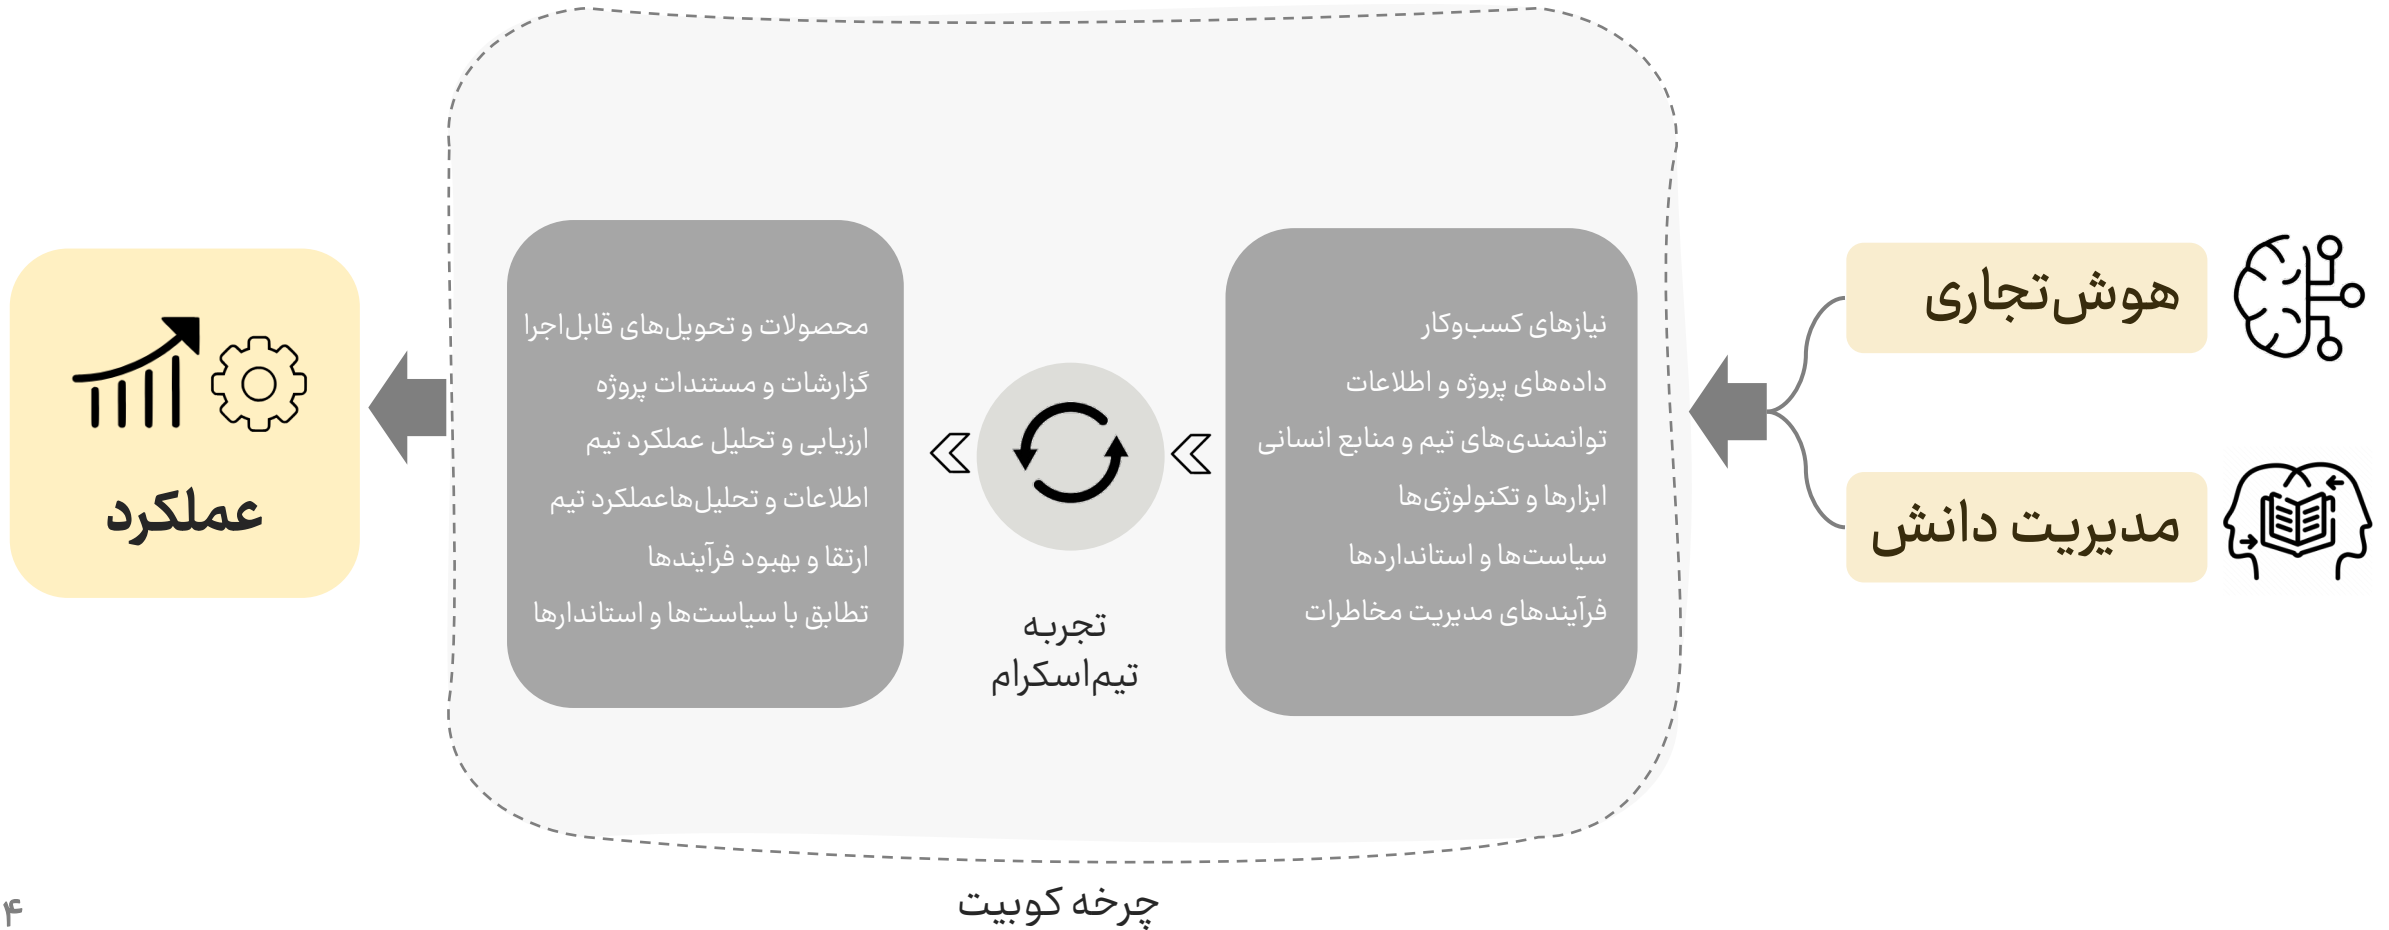 هوش‌تجاری
مدیریت دانش
نیازهای کسب‌وکار
داده‌های پروژه و اطلاعات
توانمندی‌های تیم و منابع انسانی
ابزارها و تکنولوژی‌ها
سیاست‌ها و استانداردها
فرآیندهای مدیریت مخاطرات
تجربه
تیم‌اسکرام
محصولات و تحویل‌های قابل‌اجرا
گزارشات و مستندات پروژه
ارزیابی و تحلیل عملکرد تیم
اطلاعات و تحلیل‌هاعملکرد تیم
ارتقا و بهبود فرآیندها
تطابق با سیاست‌ها و استاندارها
عملکرد
چرخه کوبیت
۴